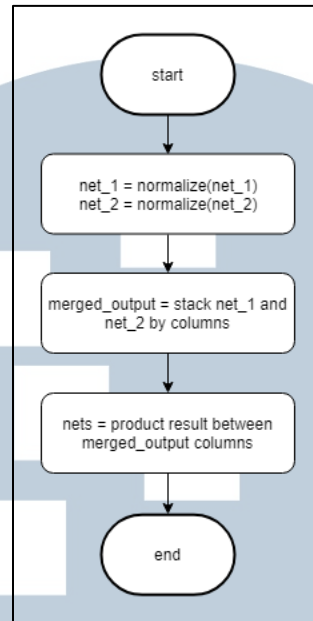 start
net_1 = normalize(net_1)
net_2 = normalize(net_2)
merged_output = stack net_1 and
net_2 by columns
nets = product result between
merged_output columns
end